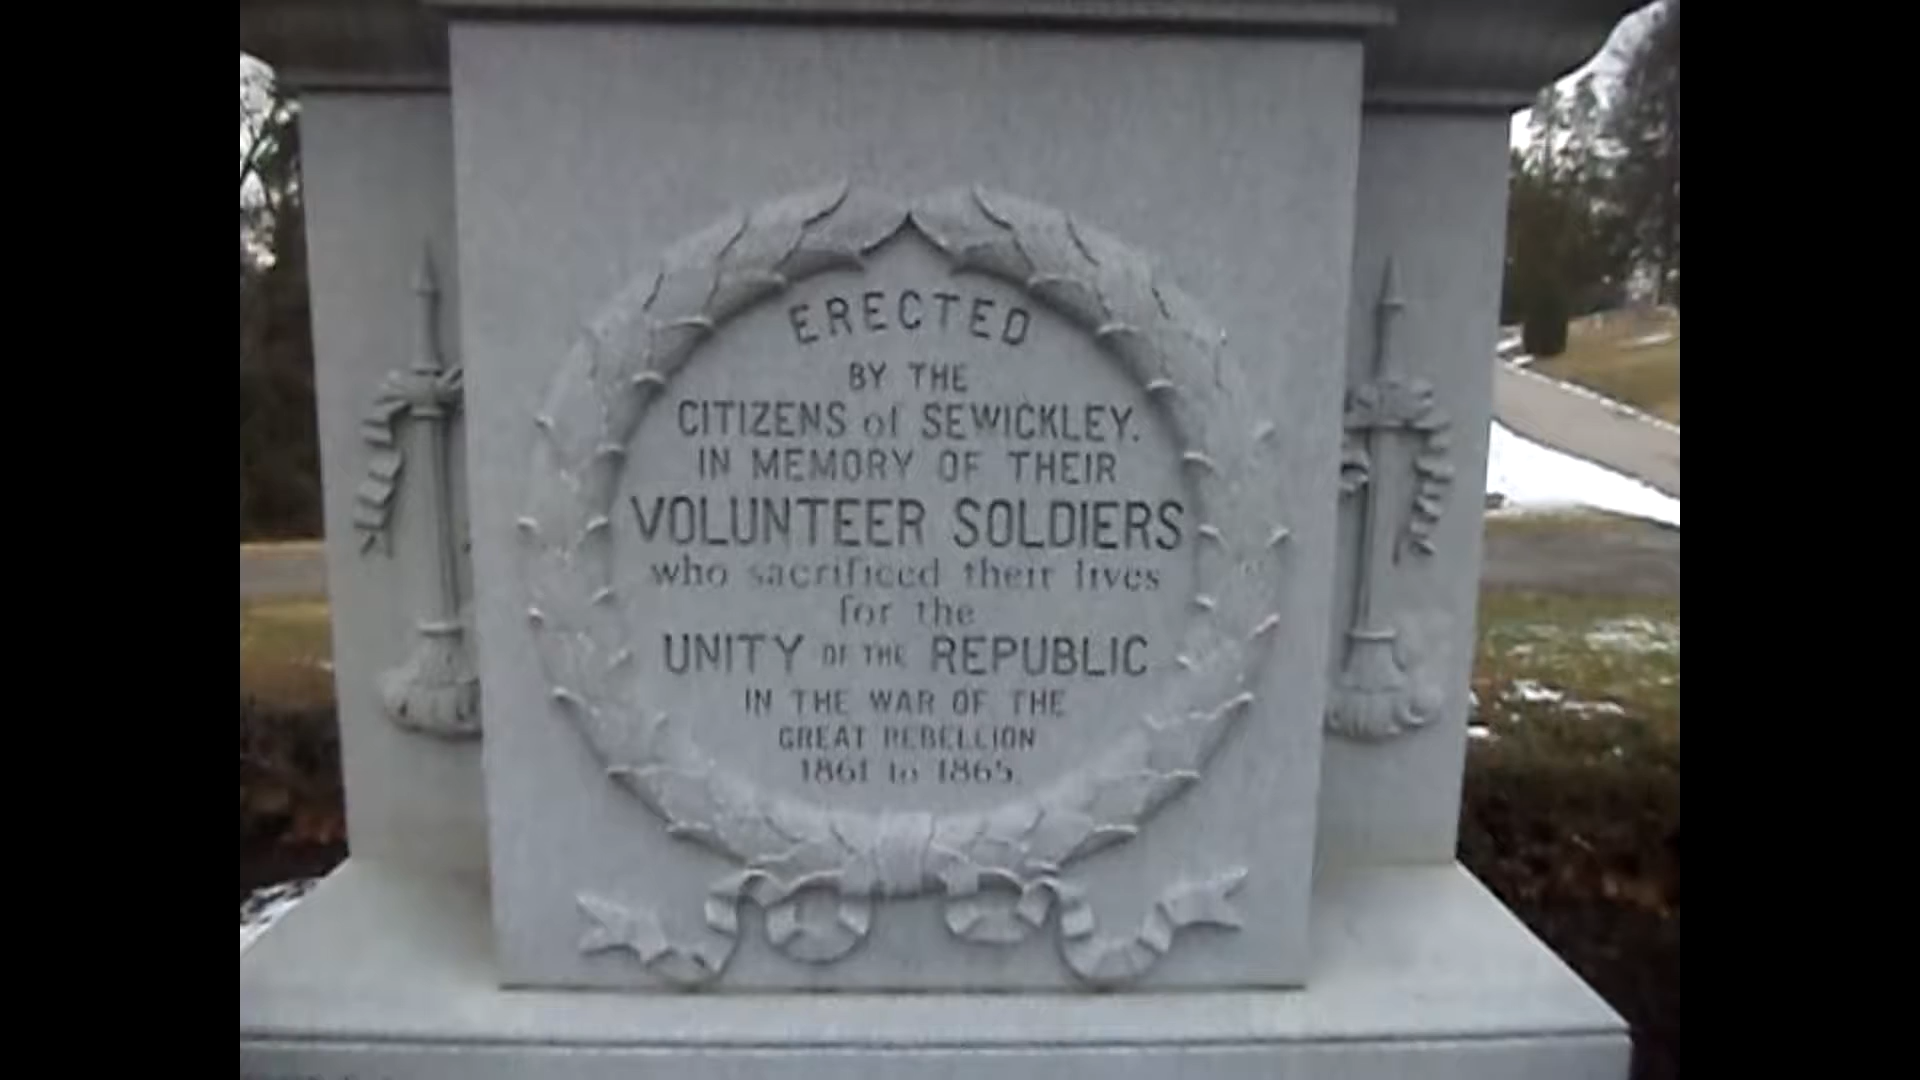 ERECTED
BY THE
CITIZENS of SEWICKLEY.
IN MEMORY OF THEIR
VOLUNTEER SOLDIERS
who sacrificed their lives
for the
UNITY OF THE REPUBLIC
IN THE WAR OF THE
GREAT REBELLION
1861 to 1865.